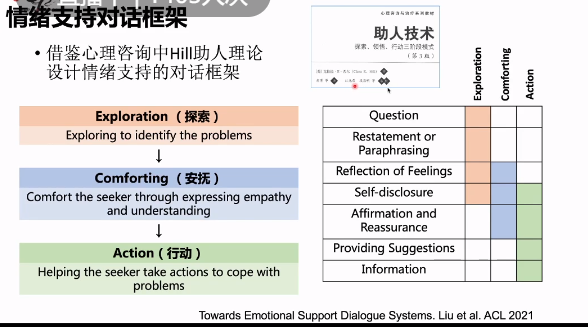 情绪支持对话框架
• 借鉴心理咨询中Hill助人理论
设计情绪支持的对话框架
助人技术
探索、领悟、行动三阶段模式
(第3版)
Exploration（探索）
Exploring to identify the problems
↓
Comforting（安抚）
Comfort the seeker through expressing empathy
and understanding
↓
Action（行动）
Helping the seeker take actions to cope with
problems
Exploration
Comforting
Action
Question
Restatement or
Paraphrasing
Reflection of Feelings
Self-disclosure
Affirmation and
Reassurance
Providing Suggestions
Information
Towards Emotional Support Dialogue Systems. Liu et al. ACL 2021